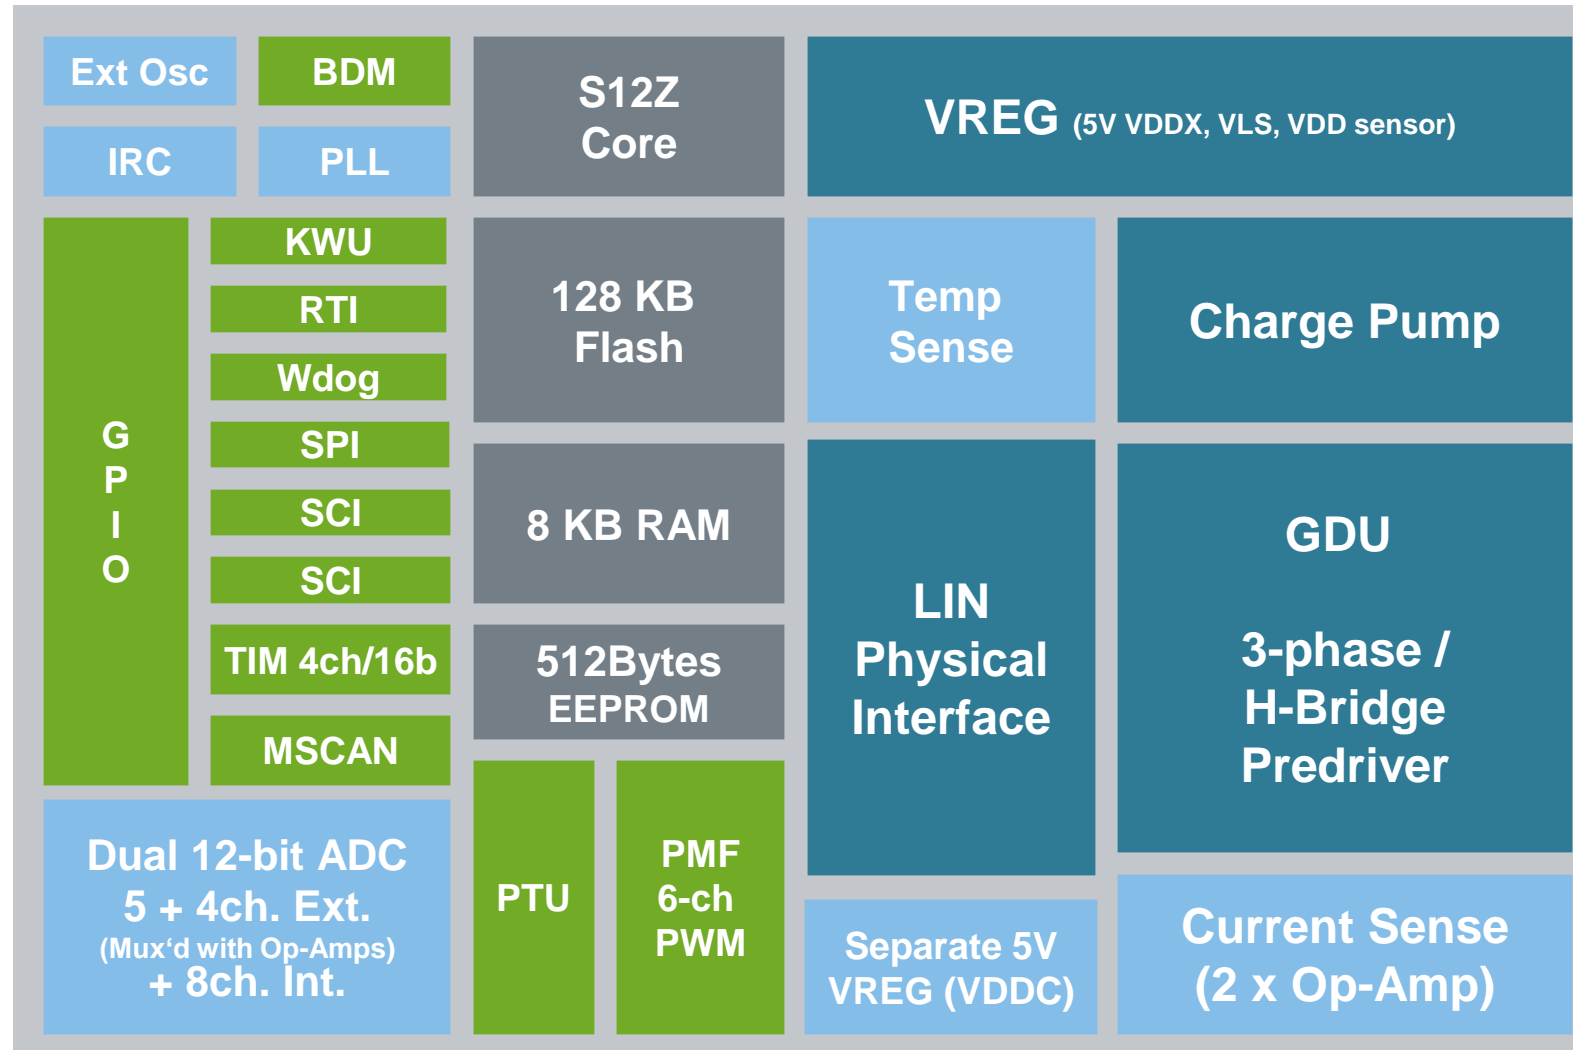 Ext Osc
BDM
IRC
PLL
S12Z
Core
VREG (5V VDDX, VLS, VDD sensor)
G
P
I
O
KWU
RTI
Wdog
SPI
SCI
SCI
TIM 4ch/16b
MSCAN
128 KB
Flash
8 KB RAM
512Bytes
EEPROM
Temp
Sense
Charge Pump
LIN
Physical
Interface
GDU
3-phase /
H-Bridge
Predriver
Dual 12-bit ADC
5 + 4ch. Ext.
(Mux‘d with Op-Amps)
+ 8ch. Int.
PTU
PMF
6-ch
PWM
Separate 5V
VREG (VDDC)
Current Sense
(2 x Op-Amp)